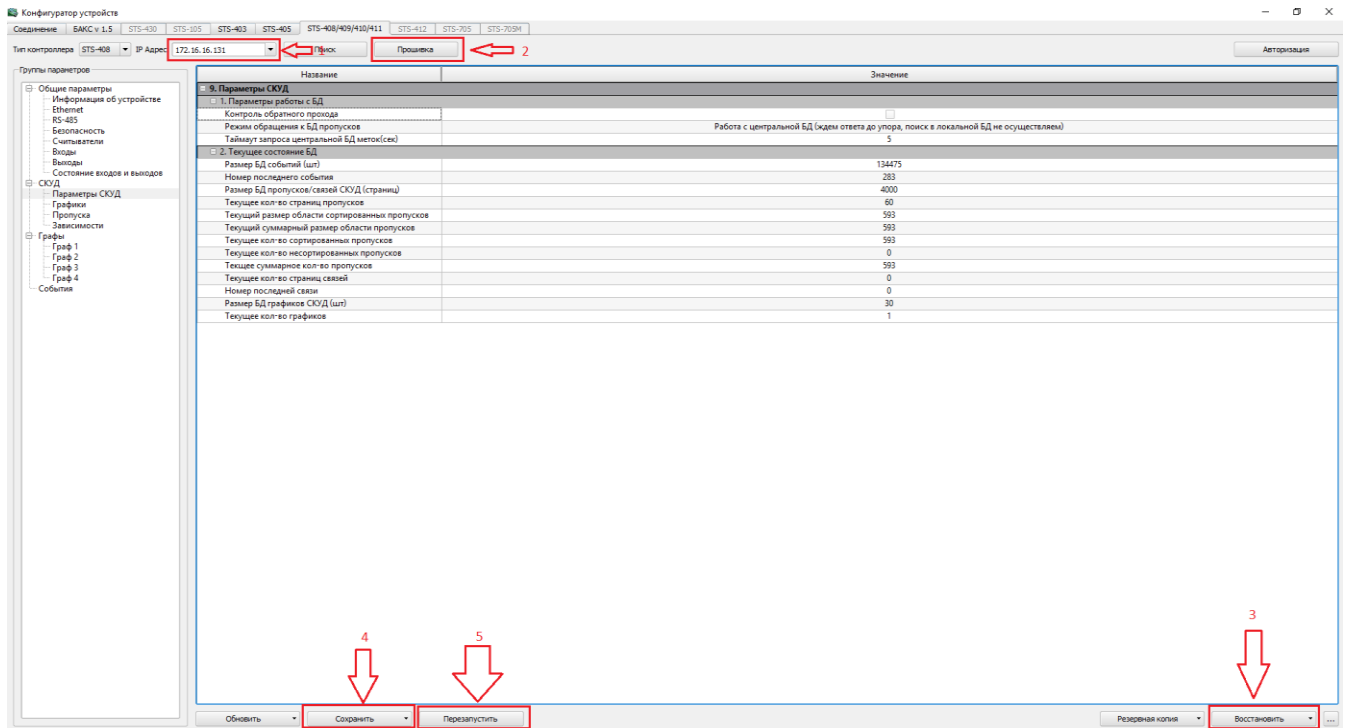 Конфигуратор устройств
Соединение БАКС v 1.5 STS-430 STS-105 STS-403 STS-405 STS-408/409/410/411 STS-412 STS-705 STS-705M
Тип контроллера STS-408 IP Адрес 172.16.16.131 1 Поиск Прошивка 2 Авторизация
Группы параметров
Общие параметры
Информация об устройстве
Ethernet
RS-485
Безопасность
Считыватели
Входы
Выходы
Состояние входов и выходов
СКУД
Параметры СКУД
Графики
Пропуска
Зависимости
Графы
Граф 1
Граф 2
Граф 3
Граф 4
События
Название Значение
9. Параметры СКУД
1. Параметры работы с БД
Контроль обратного прохода
Режим обращения к БД пропусков Работа с центральной БД (ждем ответа до упора, поиск в локальной БД не осуществляем)
Таймаут запроса центральной БД меток(сек) 5
2. Текущее состояние БД
Размер БД событий (шт) 134475
Номер последнего события 283
Размер БД пропусков/связей СКУД (страниц) 4000
Текущее кол-во страниц пропусков 60
Текущий размер области сортированных пропусков 593
Текущий суммарный размер области пропусков 593
Текущее кол-во сортированных пропусков 593
Текущее кол-во несортированных пропусков 0
Текщее суммарное кол-во пропусков 593
Текущее кол-во страниц связей 0
Номер последней связи 0
Размер БД графиков СКУД (шт) 30
Текущее кол-во графиков 1
4 5 3
Обновить Сохранить Перезапустить Резервная копия Восстановить ...